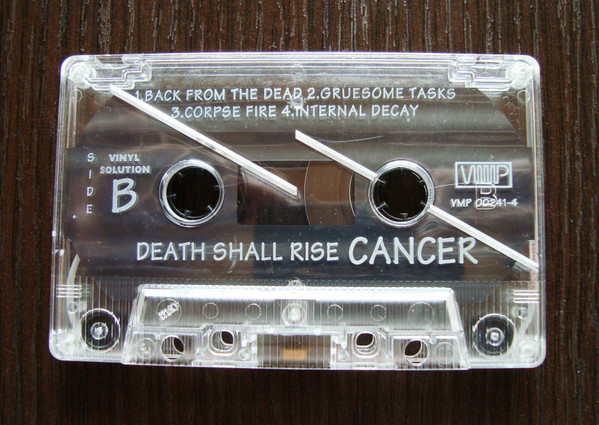 1.BACK FROM THE DEAD 2.GRUESOME TASKS
3.CORPSE FIRE 4.INTERNAL DECAY
SIDE
VINYL
SOLUTION
B
VMP
B
VMP 00241-4
DEATH SHALL RISE CANCER